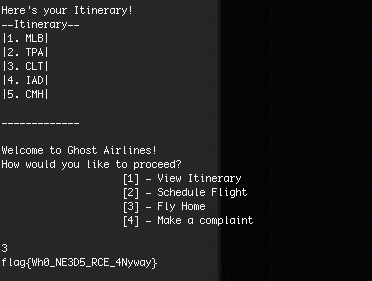 Here's your Itinerary!
--Itinerary--
|1. MLB|
|2. TPA|
|3. CLT|
|4. IAD|
|5. CMH|
-------------
Welcome to Ghost Airlines!
How would you like to proceed?
[1] - View Itinerary
[2] - Schedule Flight
[3] - Fly Home
[4] - Make a complaint
3
flag{Wh0_NE3D5_RCE_4Nyway}